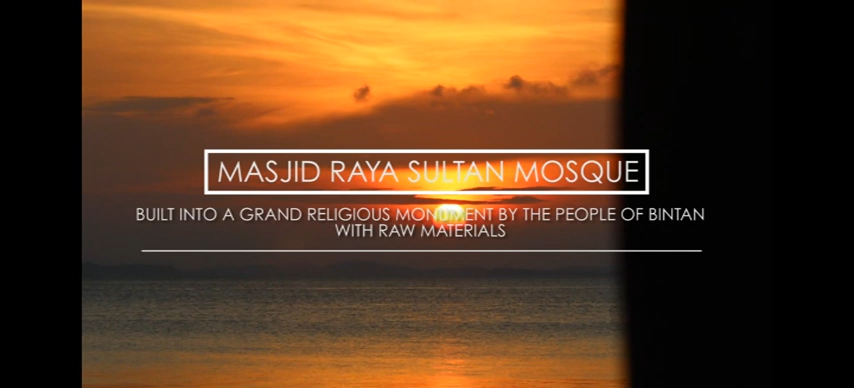 MASJID RAYA SULTAN MOSQUE
BUILT INTO A GRAND RELIGIOUS MONUMENT BY THE PEOPLE OF BINTAN
WITH RAW MATERIALS